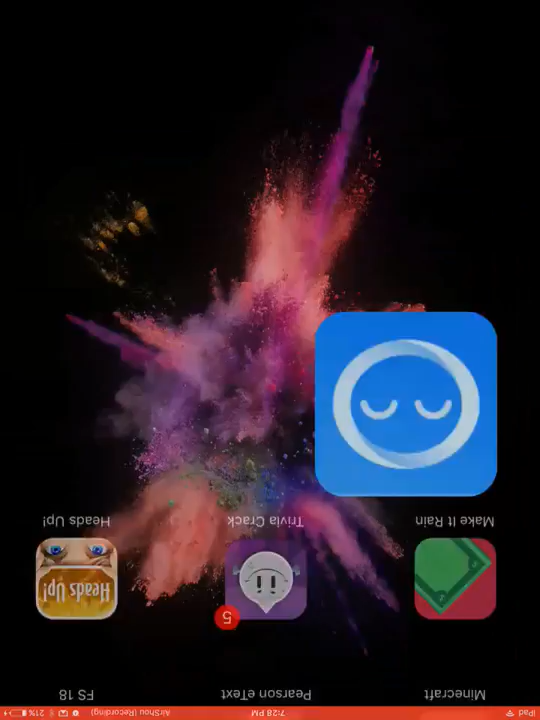 iPad 7:28 PM AirShou (Recording) 21%
Minecraft Pearson eText FS 18
5
Heads Up!
Make It Rain Trivia Crack Heads Up!